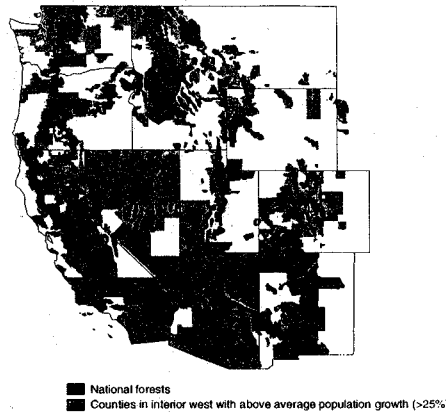 National forests
Counties in interior west with above average population growth (>25%